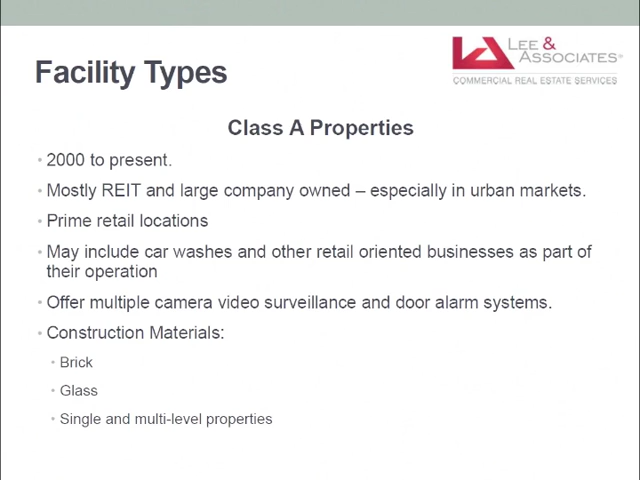 Facility Types
LEE &
ASSOCIATES
COMMERCIAL REAL ESTATE SERVICES
Class A Properties
• 2000 to present.
• Mostly REIT and large company owned – especially in urban markets.
• Prime retail locations
• May include car washes and other retail oriented businesses as part of
their operation
• Offer multiple camera video surveillance and door alarm systems.
• Construction Materials:
• Brick
• Glass
• Single and multi-level properties